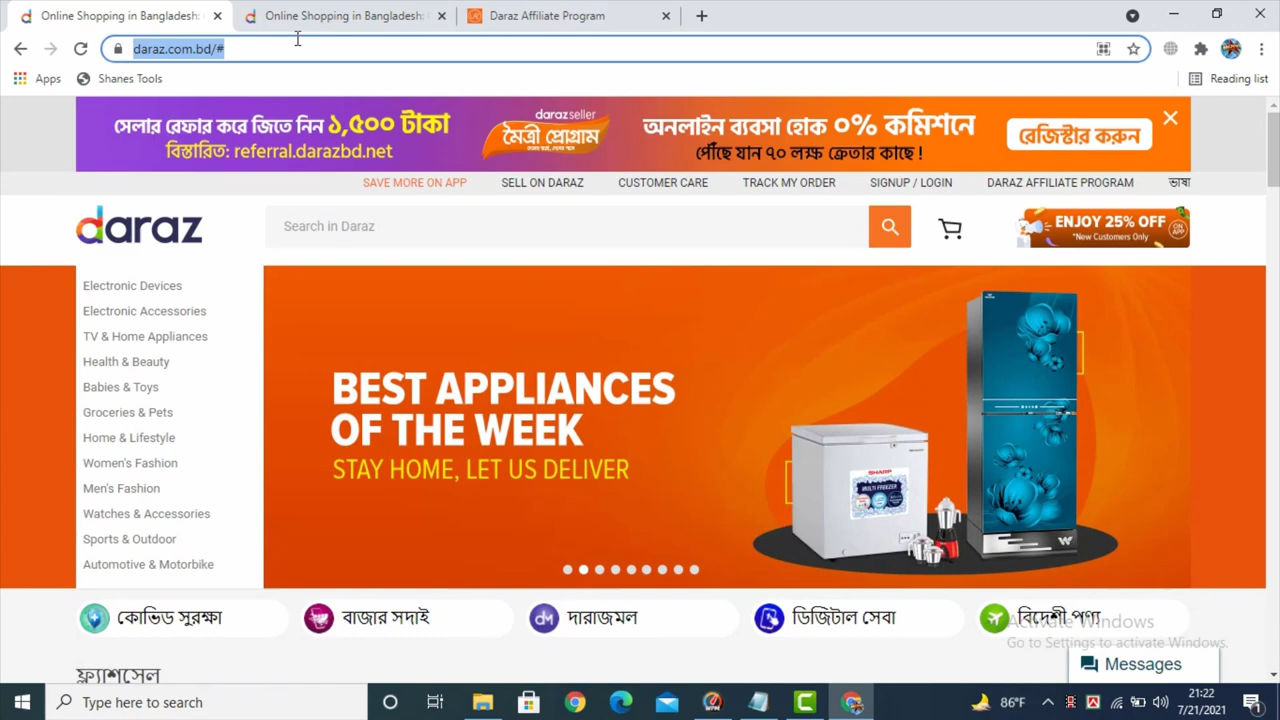 Online Shopping in Bangladesh:
Online Shopping in Bangladesh:
Daraz Affiliate Program
daraz.com.bd/#
Apps
Shanes Tools
Reading list
সেলার রেফার করে জিতে নিন ১,৫০০ টাকা
বিস্তারিত: referral.darazbd.net
daraz seller
মৈত্রী প্রোগ্রাম
অনলাইন ব্যবসা হোক ০% কমিশনে
পৌঁছে যান ৭০ লক্ষ ক্রেতার কাছে !
রেজিস্টার করুন
SAVE MORE ON APP
SELL ON DARAZ
CUSTOMER CARE
TRACK MY ORDER
SIGNUP / LOGIN
DARAZ AFFILIATE PROGRAM
ভাষা
daraz
Search in Daraz
ENJOY 25% OFF
*New Customers Only
ON APP
Electronic Devices
Electronic Accessories
TV & Home Appliances
Health & Beauty
Babies & Toys
Groceries & Pets
Home & Lifestyle
Women's Fashion
Men's Fashion
Watches & Accessories
Sports & Outdoor
Automotive & Motorbike
BEST APPLIANCES
OF THE WEEK
STAY HOME, LET US DELIVER
SHARP
MULTI FREEZER
কোভিড সুরক্ষা
বাজার সদাই
dm
দারাজমল
ডিজিটাল সেবা
বিদেশী পণ্য
Activate Windows
Go to Settings to activate Windows.
ফ্ল্যাশসেল
Messages
Type here to search
86°F
21:22
7/21/2021
1